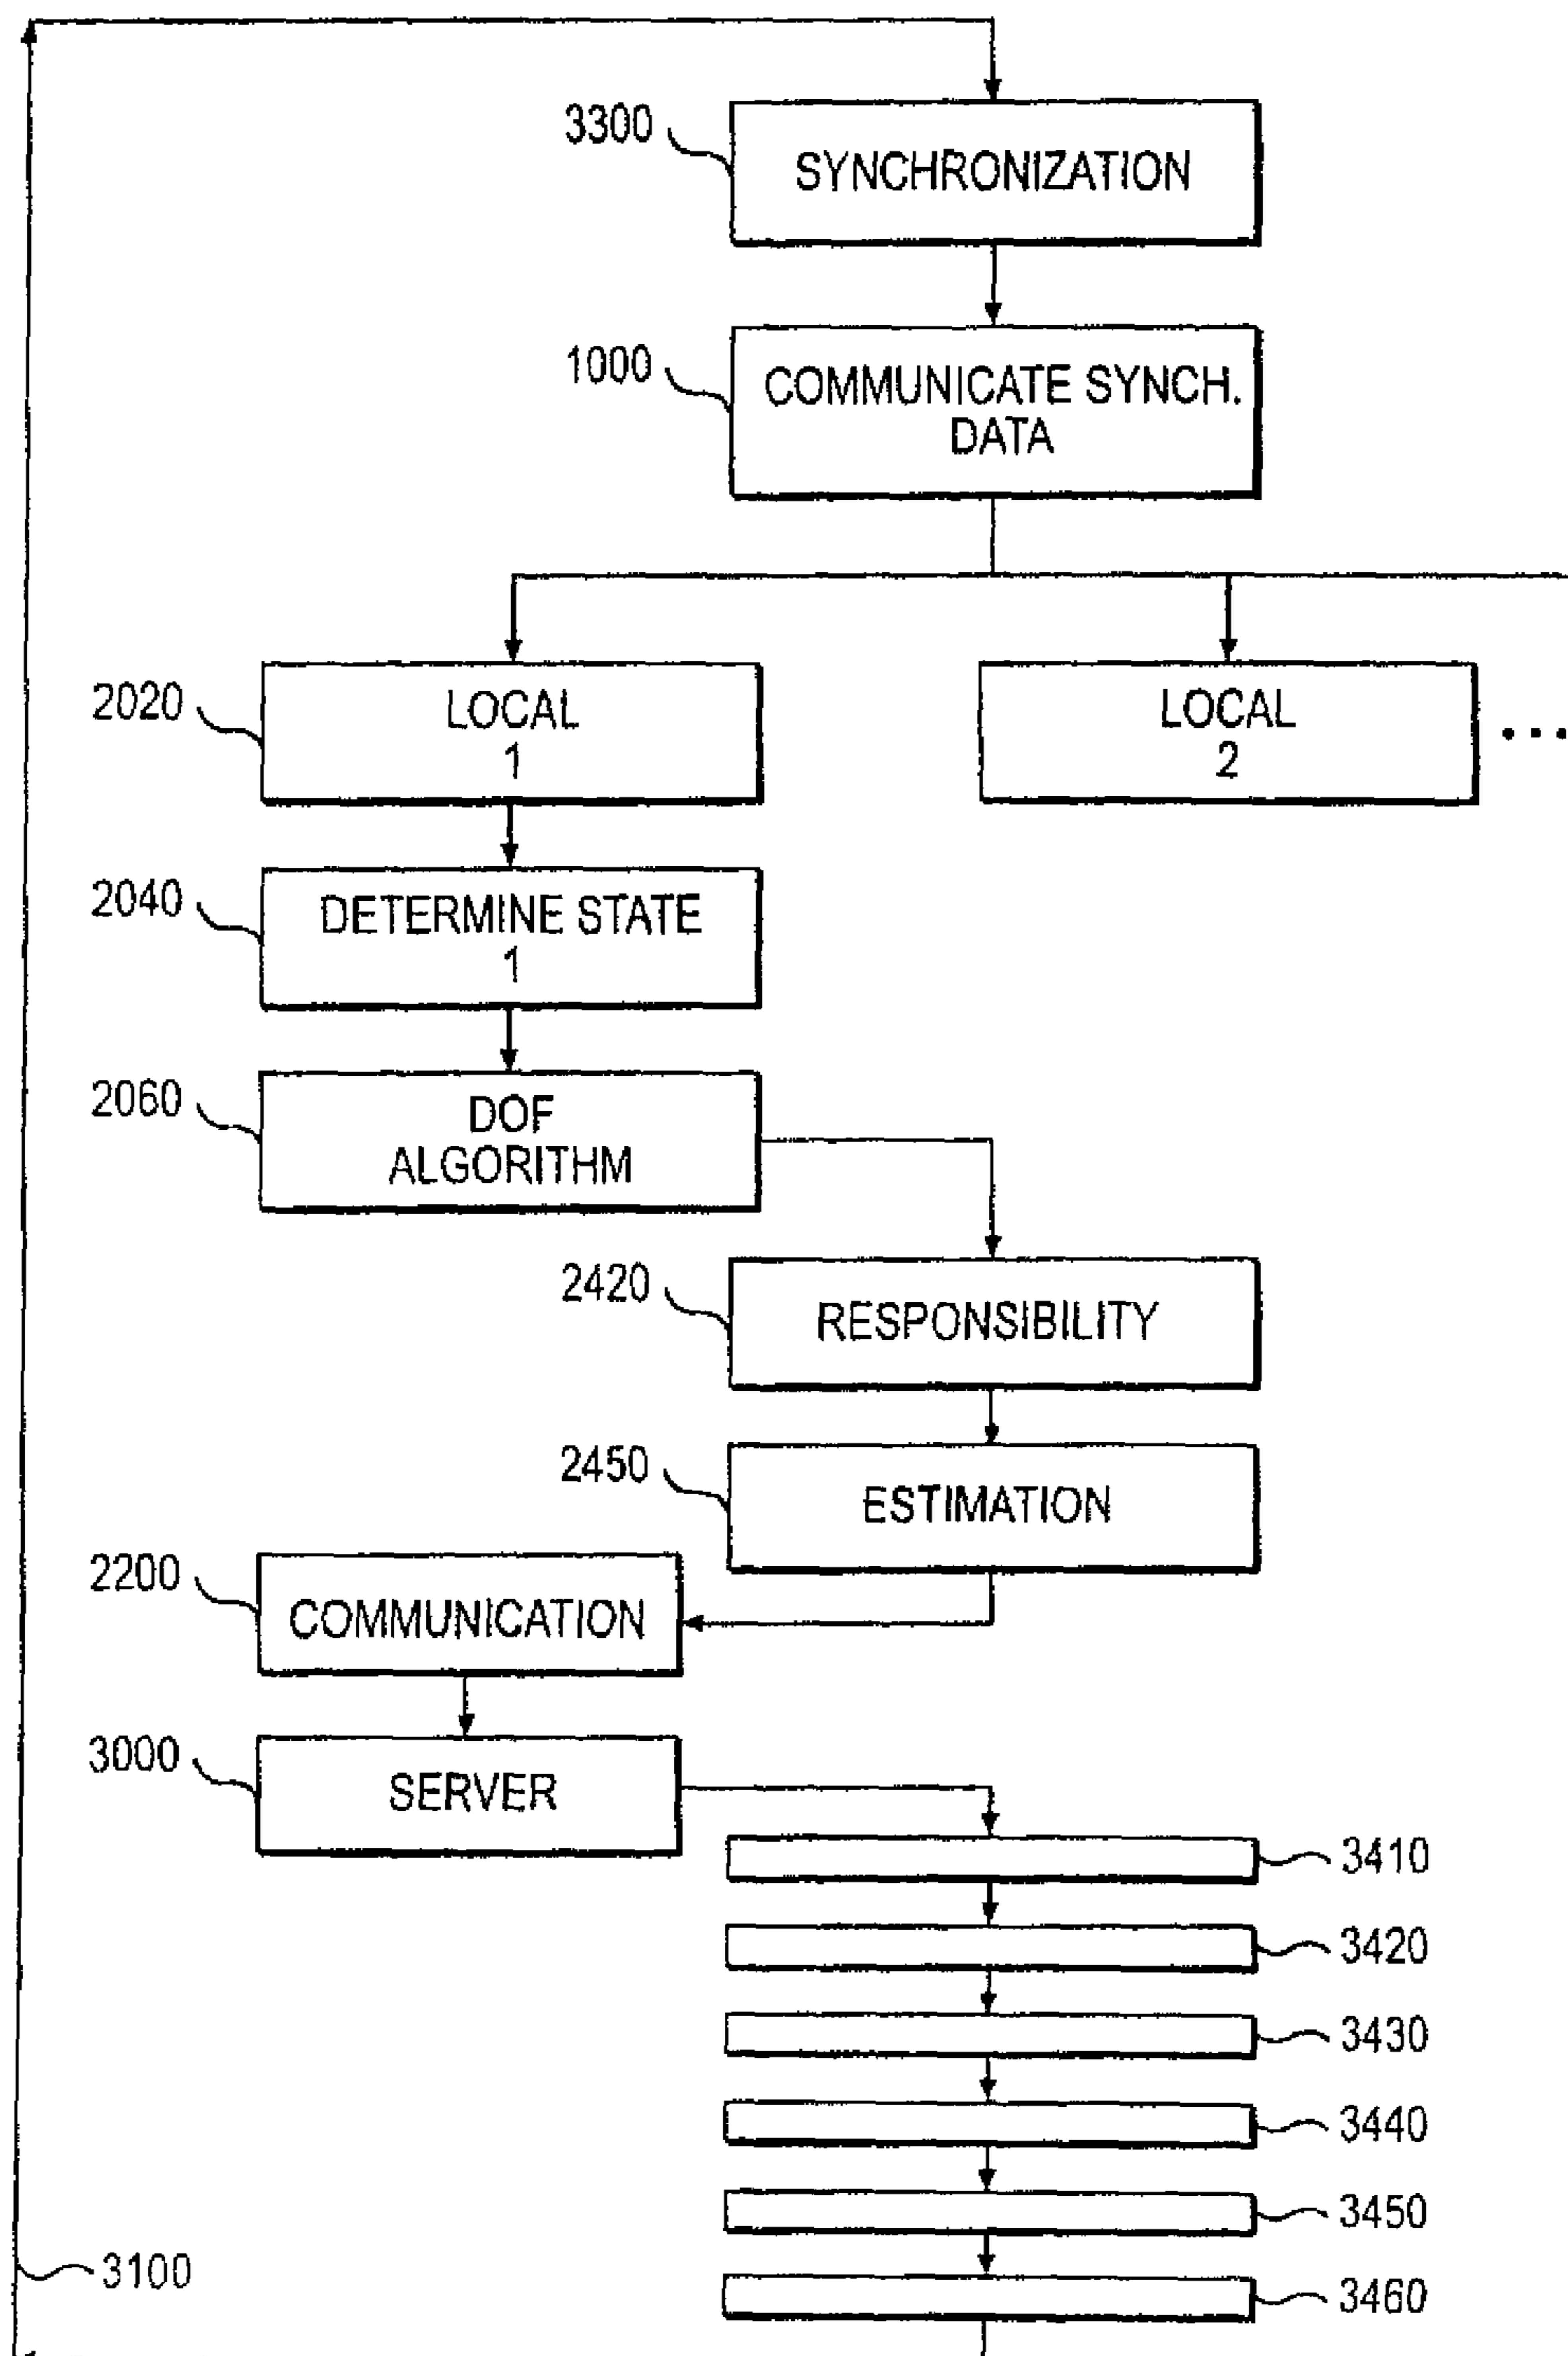 3300
SYNCHRONIZATION
1000
COMMUNICATE SYNCH.
DATA
2020
LOCAL
1
LOCAL
2
...
2040
DETERMINE STATE
1
2060
DOF
ALGORITHM
2420
RESPONSIBILITY
2450
ESTIMATION
2200
COMMUNICATION
3000
SERVER
3410
3420
3430
3440
3450
3100
3460